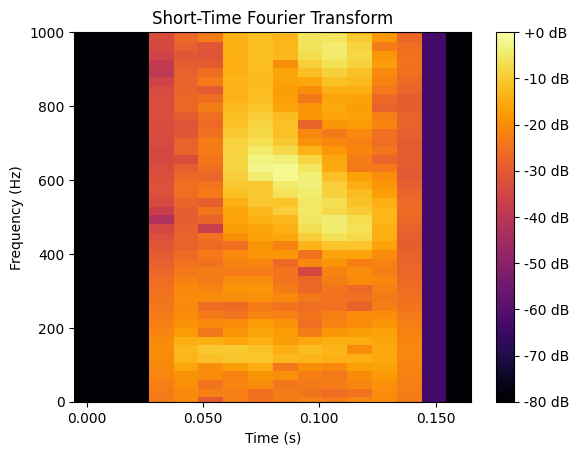 Short-Time Fourier Transform
1000
800
600
400
200
0
Frequency (Hz)
0.000
0.050
0.100
0.150
Time (s)
+0 dB
-10 dB
-20 dB
-30 dB
-40 dB
-50 dB
-60 dB
-70 dB
-80 dB